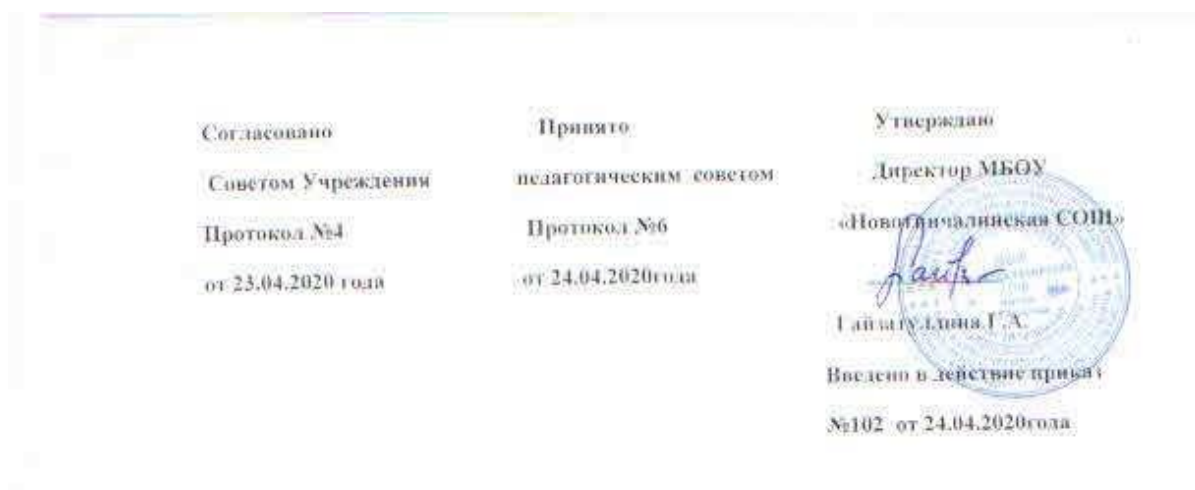 Согласовано
Советом Учреждения
Протокол №4
от 23.04.2020 года
Принято
педагогическим советом
Протокол №6
от 24.04.2020года
Утверждаю
Директор МБОУ
СОШ»
Гайзатуллина Г.А.
Введено в действие приказ
№102 от 24.04.2020года